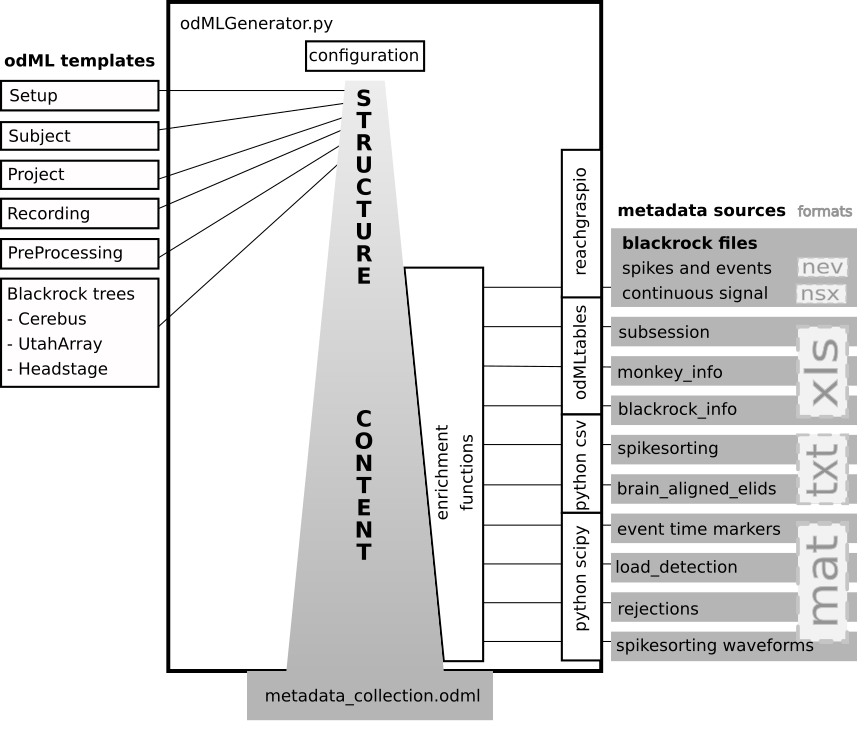 odMLGenerator.py
configuration
odML templates
Setup
Subject
Project
Recording
PreProcessing
Blackrock trees
- Cerebus
- UtahArray
- Headstage
STRUCTURE
CONTENT
enrichment
functions
reachgraspio
odMLtables
python csv
python scipy
metadata sources formats
blackrock files
spikes and events nev
continuous signal nsx
subsession
monkey_info
blackrock_info
xls
spikesorting
brain_aligned_elids
txt
event time markers
load_detection
rejections
spikesorting waveforms
mat
metadata_collection.odml